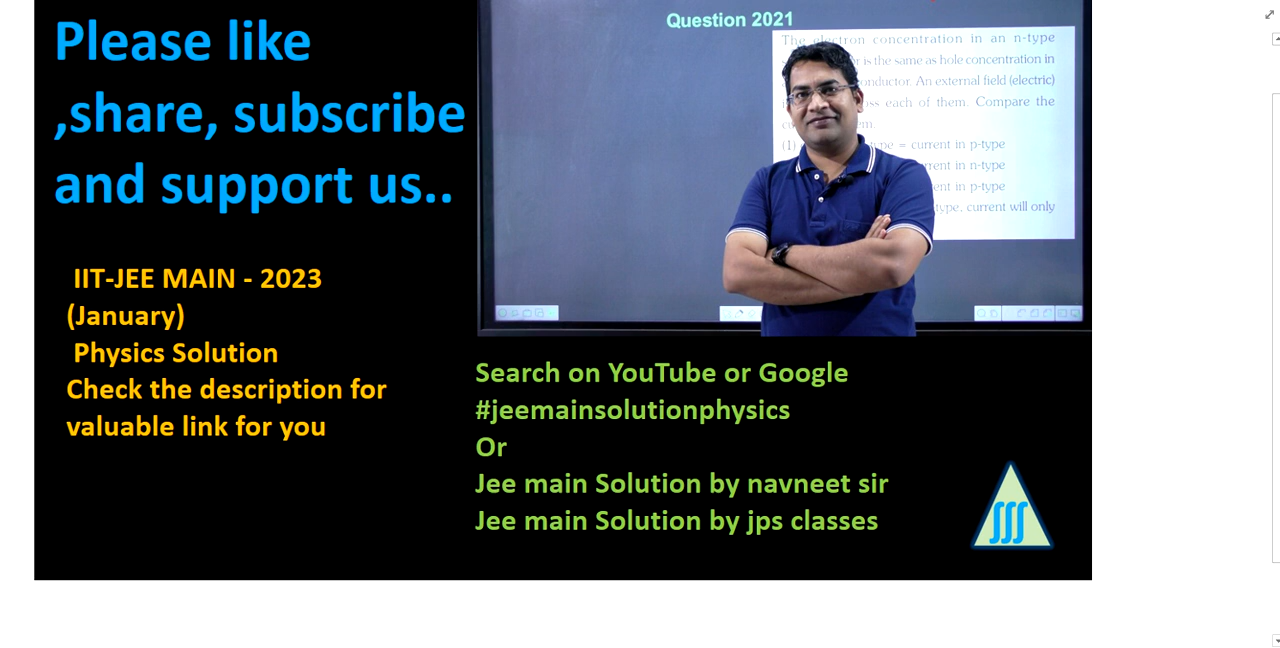 Please like
,share, subscribe
and support us..
IIT-JEE MAIN - 2023
(January)
Physics Solution
Check the description for
valuable link for you
Question 2021
The electron concentration in an n-type
is the same as hole concentration in
An external field (electric)
each of them. Compare the
(1) = current in p-type
in n-type
in p-type
current will only
Search on YouTube or Google
#jeemainsolutionphysics
Or
Jee main Solution by navneet sir
Jee main Solution by jps classes